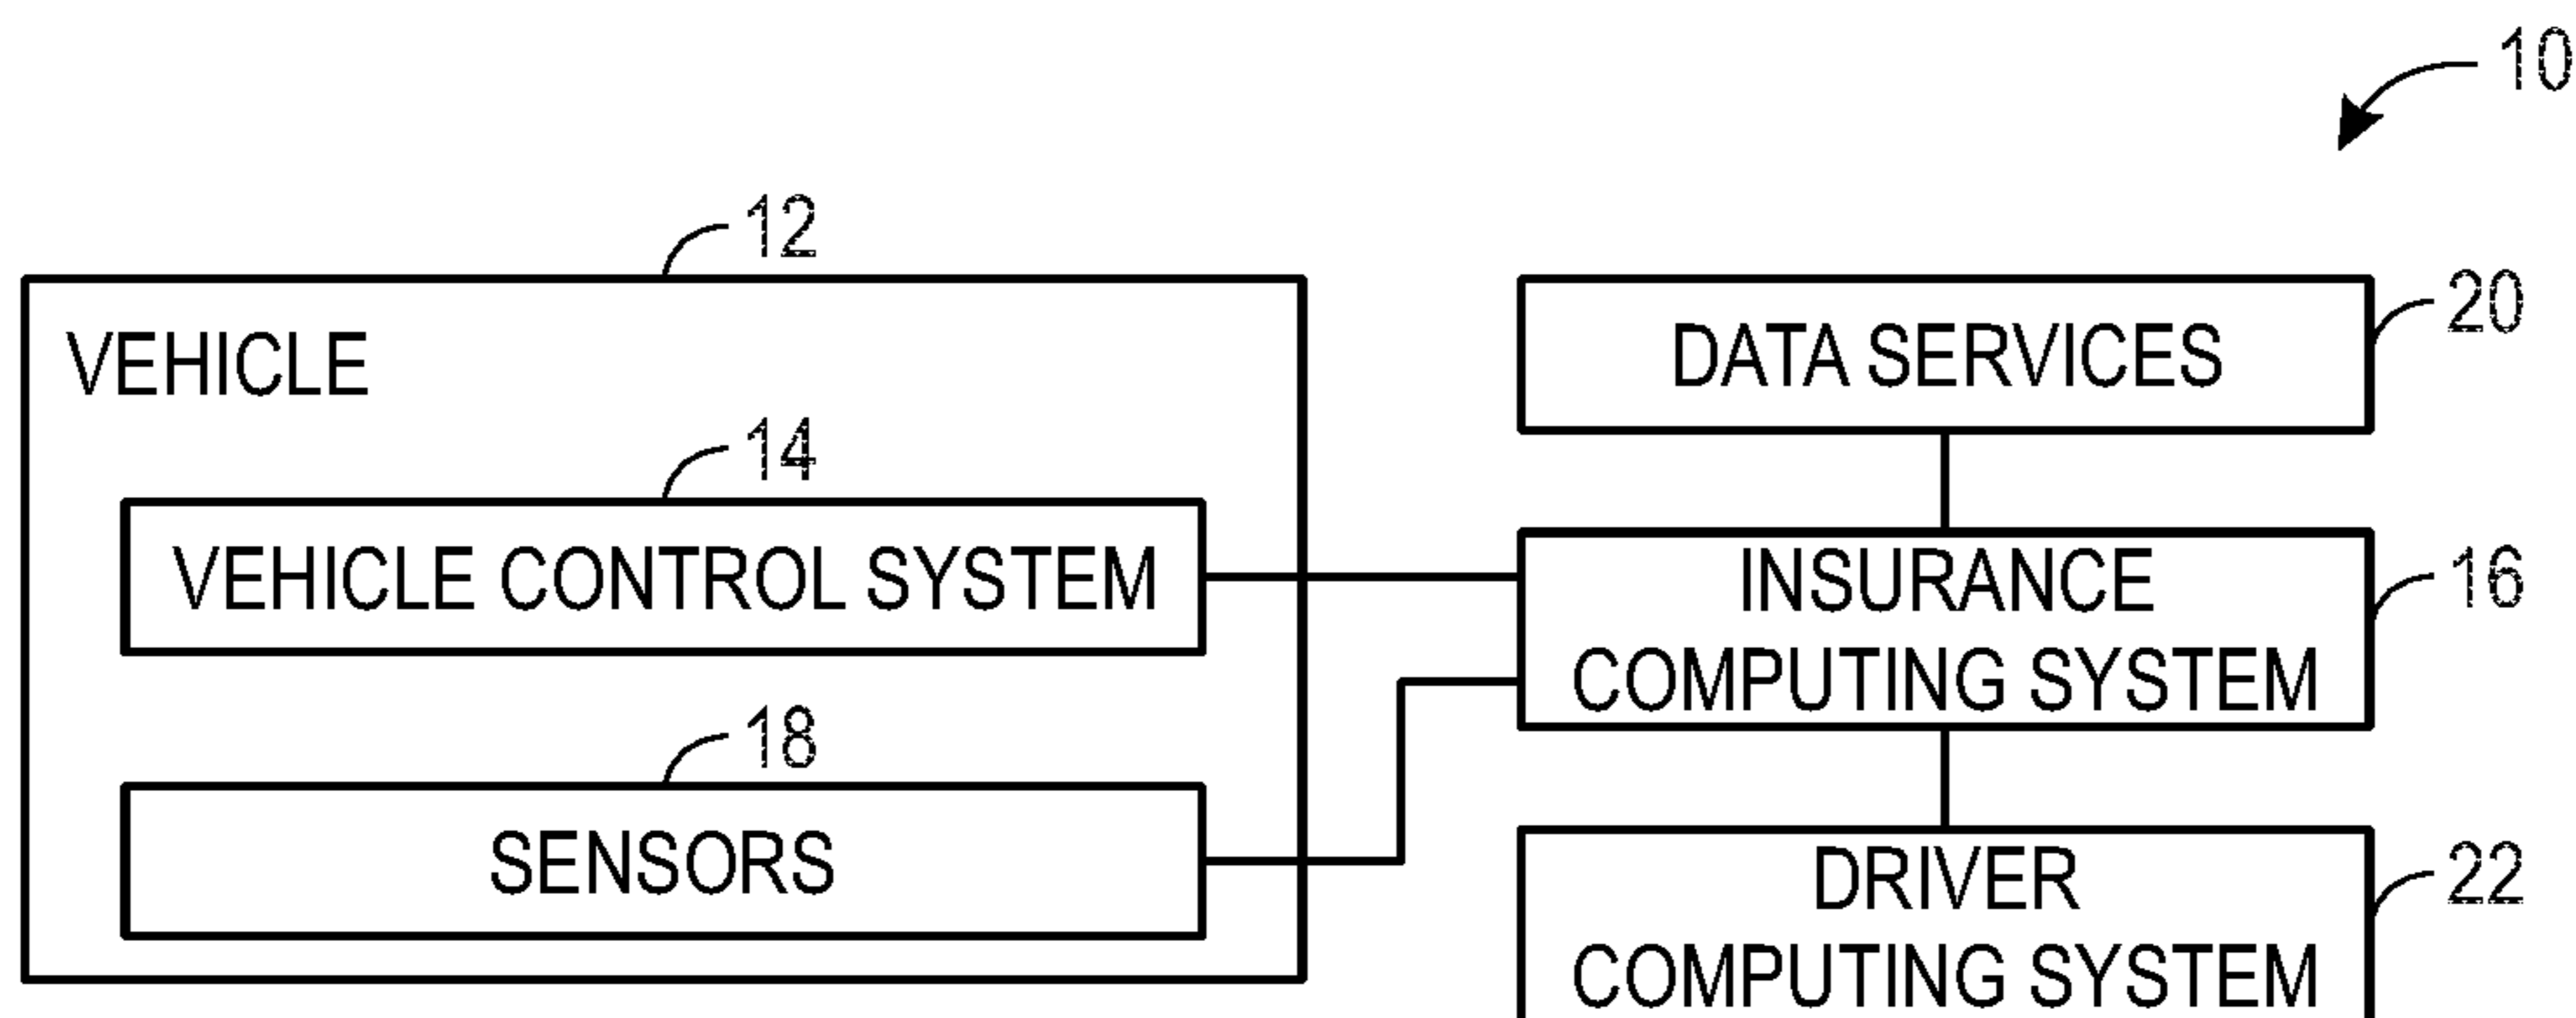 10
12
VEHICLE
14
VEHICLE CONTROL SYSTEM
18
SENSORS
20
DATA SERVICES
16
INSURANCE
COMPUTING SYSTEM
22
DRIVER
COMPUTING SYSTEM